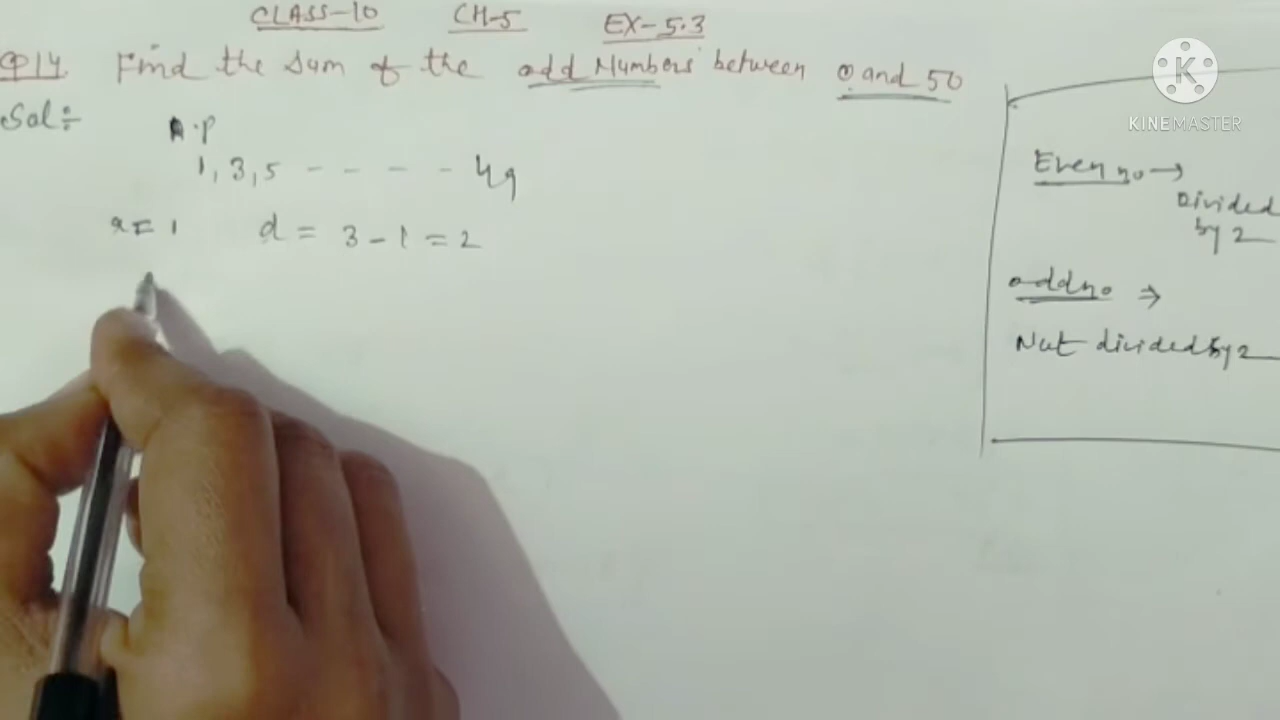 CLASS-10 CH-5 EX-5.3
Q14 Find the sum of the odd Numbers between 0 and 50
Sol:-
A.P
1, 3, 5 - - - - 49
a = 1 d = 3 - 1 = 2
Even no →
Divided
by 2
odd no ⇒
Not divided by 2
KINEMASTER